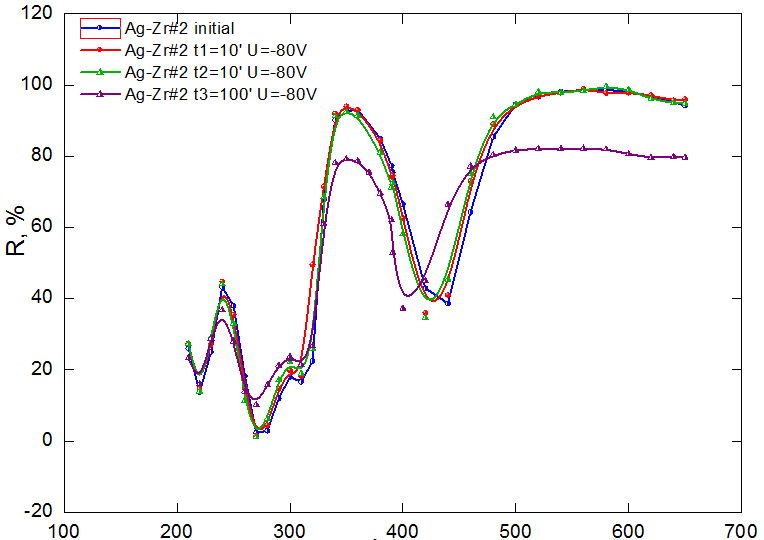 120
100
80
60
40
20
0
-20
R, %
Ag-Zr#2 initial
Ag-Zr#2 t1=10' U=-80V
Ag-Zr#2 t2=10' U=-80V
Ag-Zr#2 t3=100' U=-80V
100 200 300 400 500 600 700